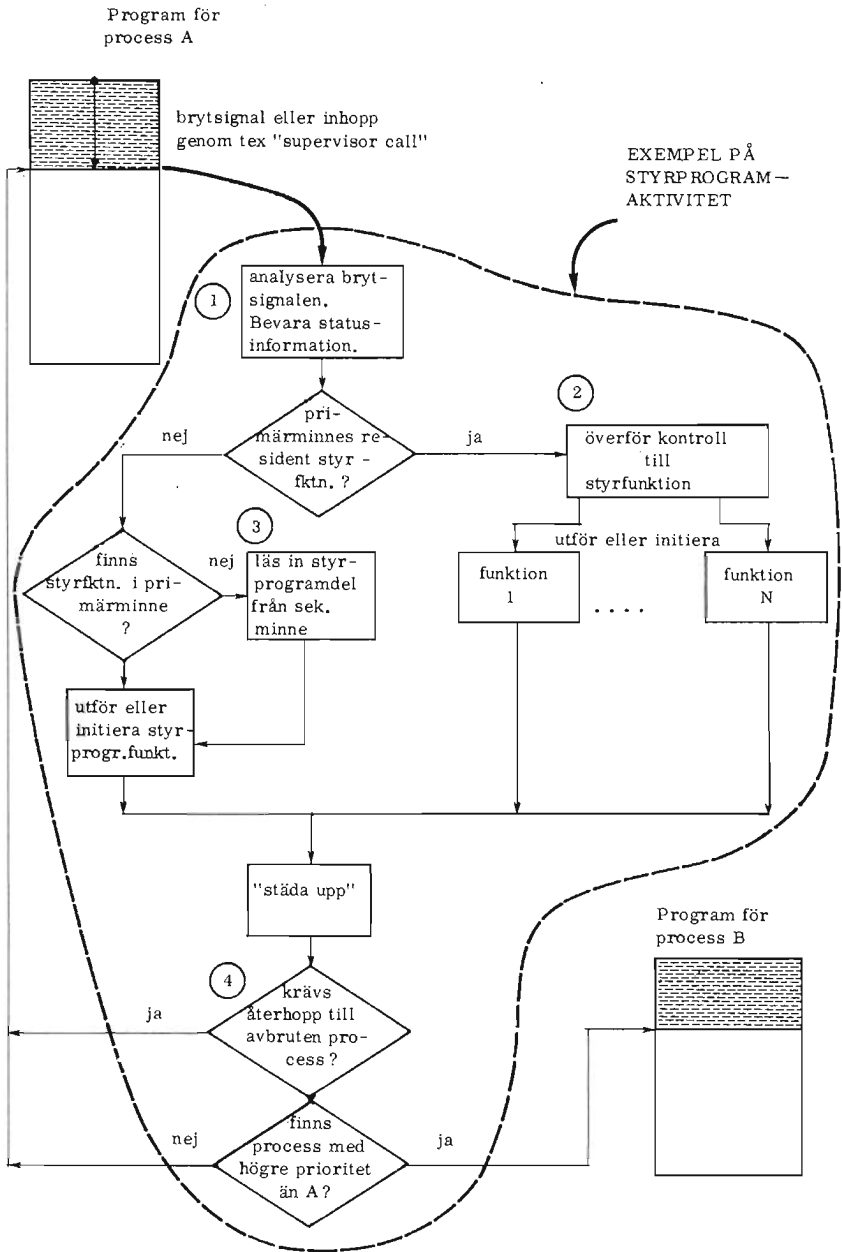 Program för
process A
brytsignal eller inhopp
genom tex "supervisor call"
EXEMPEL PÅ
STYRPROGRAM—
AKTIVITET
1
analysera bryt-
signalen.
Bevara status-
information.
pri-
märminnes re-
sident styr -
fktn. ?
nej
ja
2
överför kontroll
till
styrfunktion
utför eller initiera
funktion
1
. . . .
funktion
N
finns
styrfktn. i pri-
märminne
?
nej
3
läs in styr-
programdel
från sek.
minne
utför eller
initiera styr-
progr.funkt.
"städa upp"
4
krävs
återhopp till
avbruten pro-
cess?
ja
finns
process med
högre prioritet
än A?
nej
ja
Program för
process B